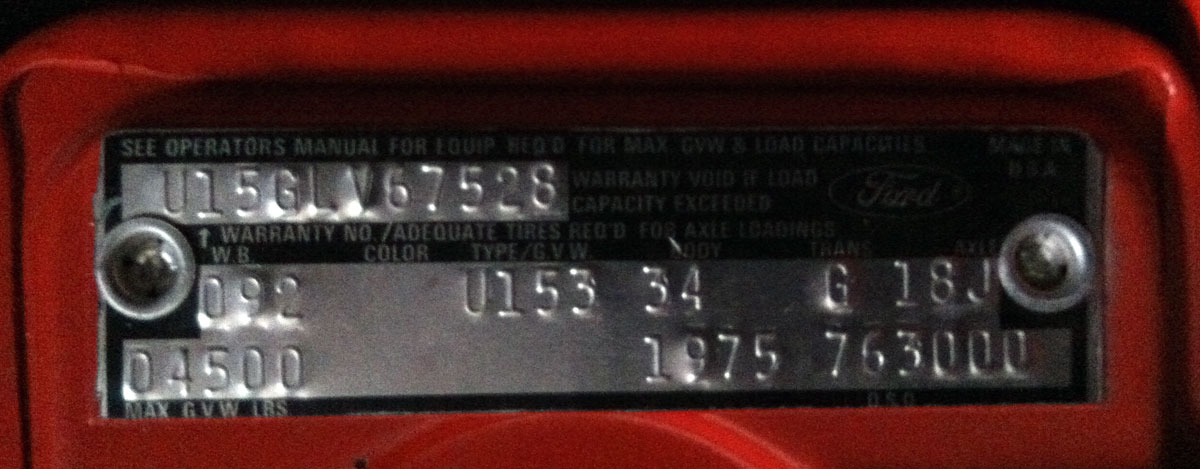 SEE OPERATORS MANUAL FOR EQUIP REQ'D FOR MAX. GVW & LOAD CAPACITIES MADE IN
U15GLV67528 WARRANTY VOID IF LOAD Ford U.S.A.
CAPACITY EXCEEDED
↑ WARRANTY NO./ADEQUATE TIRES REQ'D FOR AXLE LOADINGS
W.B. COLOR TYPE/G.V.W. BODY TRANS AXLE
092 U153 34 G 18J
04500 1975 763000
MAX. G.V.W. LBS D.S.O.